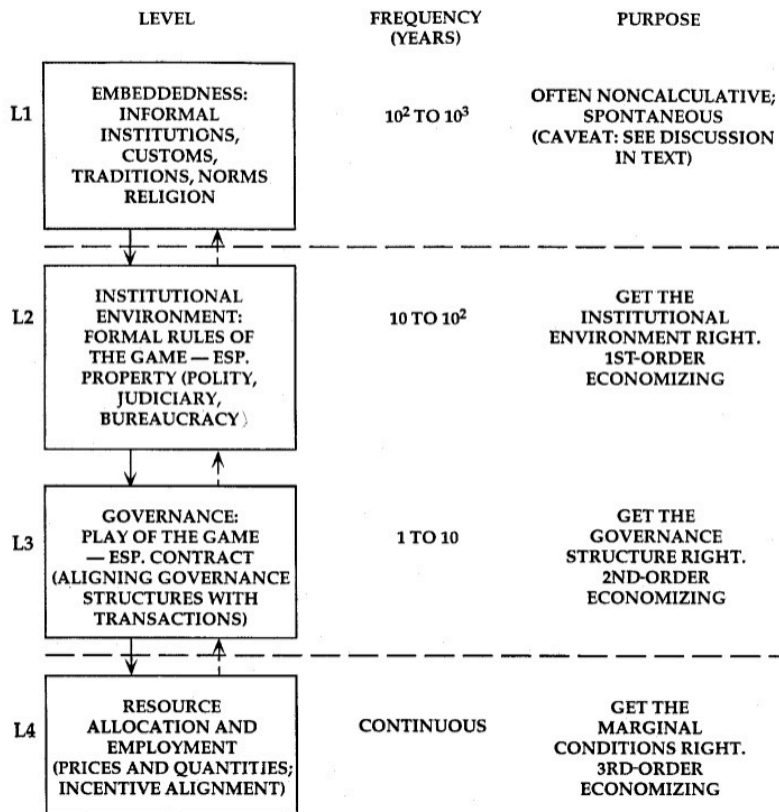 LEVEL
FREQUENCY
(YEARS)
PURPOSE
L1
EMBEDDEDNESS:
INFORMAL
INSTITUTIONS,
CUSTOMS,
TRADITIONS, NORMS
RELIGION
10² TO 10³
OFTEN NONCALCULATIVE;
SPONTANEOUS
(CAVEAT: SEE DISCUSSION
IN TEXT)
L2
INSTITUTIONAL
ENVIRONMENT:
FORMAL RULES OF
THE GAME — ESP.
PROPERTY (POLITY,
JUDICIARY,
BUREAUCRACY)
10 TO 10²
GET THE
INSTITUTIONAL
ENVIRONMENT RIGHT.
1ST-ORDER
ECONOMIZING
L3
GOVERNANCE:
PLAY OF THE GAME
— ESP. CONTRACT
(ALIGNING GOVERNANCE
STRUCTURES WITH
TRANSACTIONS)
1 TO 10
GET THE
GOVERNANCE
STRUCTURE RIGHT.
2ND-ORDER
ECONOMIZING
L4
RESOURCE
ALLOCATION AND
EMPLOYMENT
(PRICES AND QUANTITIES;
INCENTIVE ALIGNMENT)
CONTINUOUS
GET THE
MARGINAL
CONDITIONS RIGHT.
3RD-ORDER
ECONOMIZING